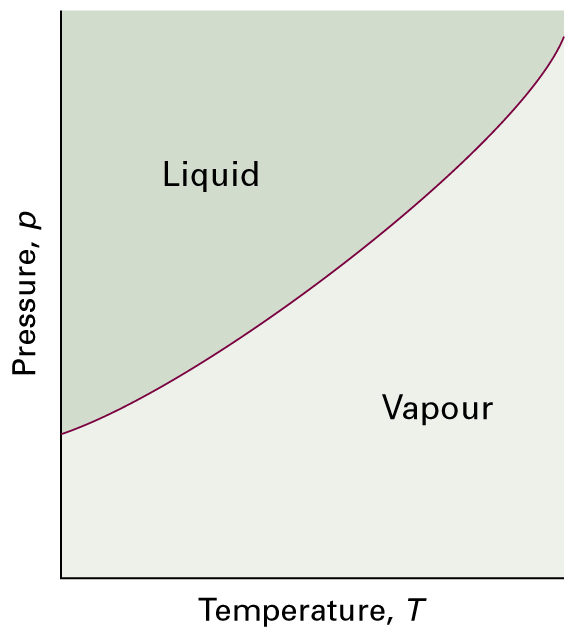 Liquid
Pressure, p
Vapour
Temperature, T